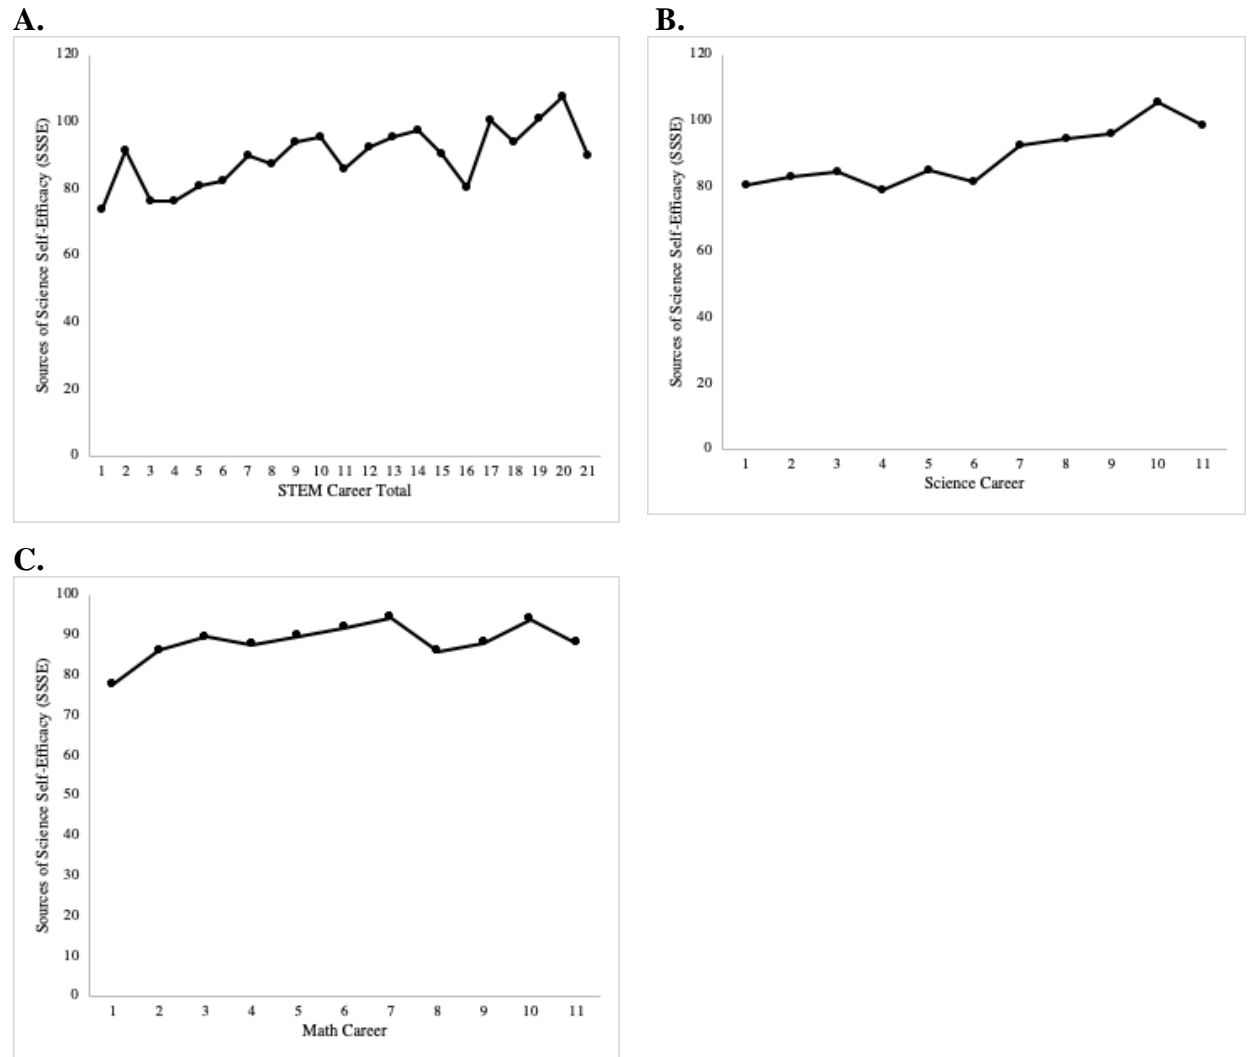 A.
120
100
80
60
40
20
0
Sources of Science Self-Efficacy (SSSE)
1 2 3 4 5 6 7 8 9 10 11 12 13 14 15 16 17 18 19 20 21
STEM Career Total
B.
120
100
80
60
40
20
0
Sources of Science Self-Efficacy (SSSE)
1 2 3 4 5 6 7 8 9 10 11
Science Career
C.
100
90
80
70
60
50
40
30
20
10
0
Sources of Science Self-Efficacy (SSSE)
1 2 3 4 5 6 7 8 9 10 11
Math Career